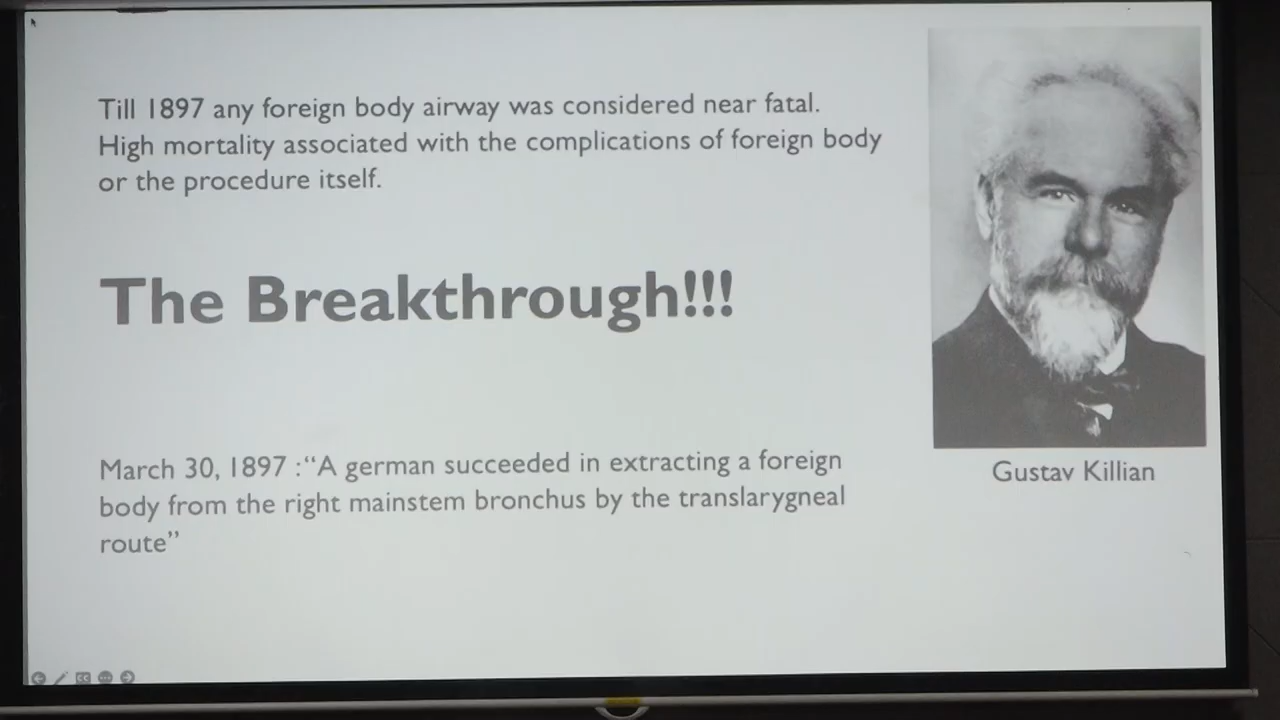 Till 1897 any foreign body airway was considered near fatal.
High mortality associated with the complications of foreign body
or the procedure itself.
The Breakthrough!!!
March 30, 1897 :“A german succeeded in extracting a foreign
body from the right mainstem bronchus by the translarygneal
route”
Gustav Killian